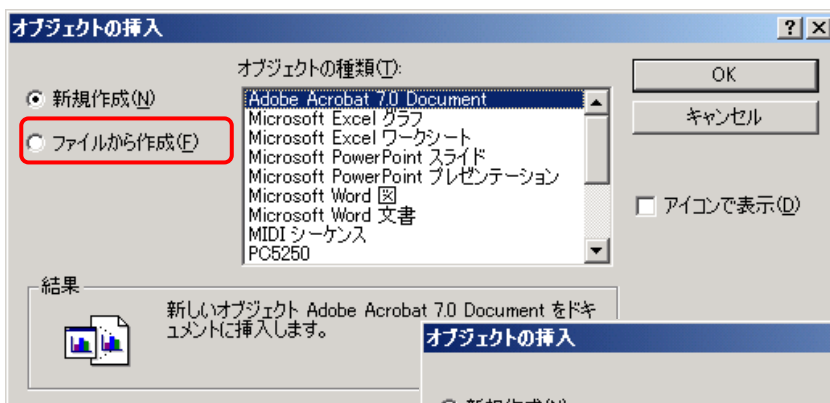 オブジェクトの挿入
オブジェクトの種類(T):
新規作成(N)
ファイルから作成(F)
Adobe Acrobat 7.0 Document
Microsoft Excel グラフ
Microsoft Excel ワークシート
Microsoft PowerPoint スライド
Microsoft PowerPoint プレゼンテーション
Microsoft Word 図
Microsoft Word 文書
MIDI シーケンス
PC5250
OK
キャンセル
アイコンで表示(D)
結果
新しいオブジェクト Adobe Acrobat 7.0 Document をドキ
ュメントに挿入します。
オブジェクトの挿入
新規作成(N)